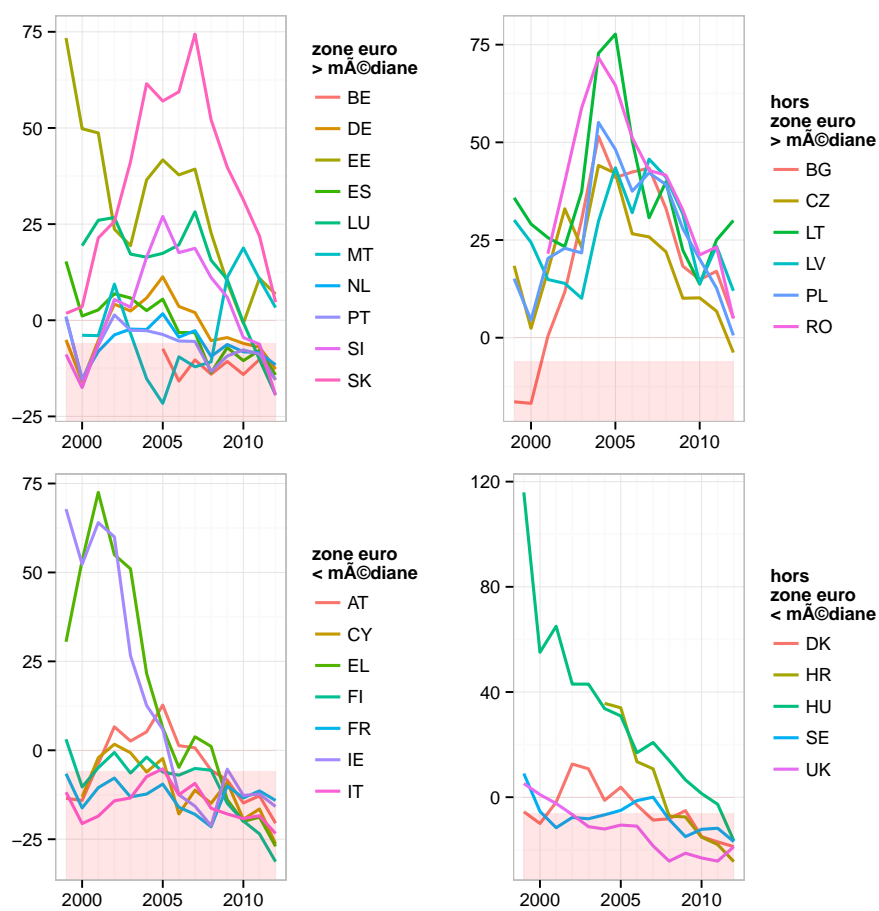 75
50
25
0
−25
2000 2005 2010
zone euro
> mÃ©diane
BE
DE
EE
ES
LU
MT
NL
PT
SI
SK
75
50
25
0
2000 2005 2010
hors
zone euro
> mÃ©diane
BG
CZ
LT
LV
PL
RO
75
50
25
0
−25
2000 2005 2010
zone euro
< mÃ©diane
AT
CY
EL
FI
FR
IE
IT
120
80
40
0
2000 2005 2010
hors
zone euro
< mÃ©diane
DK
HR
HU
SE
UK